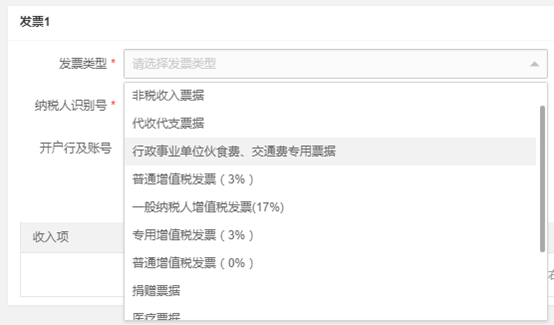 发票1
发票类型 *
请选择发票类型
非税收入票据
纳税人识别号 *
代收代支票据
开户行及账号
行政事业单位伙食费、交通费专用票据
普通增值税发票（3%）
一般纳税人增值税发票(17%)
收入项
专用增值税发票（3%）
普通增值税发票（0%）
捐赠票据
医疗票据